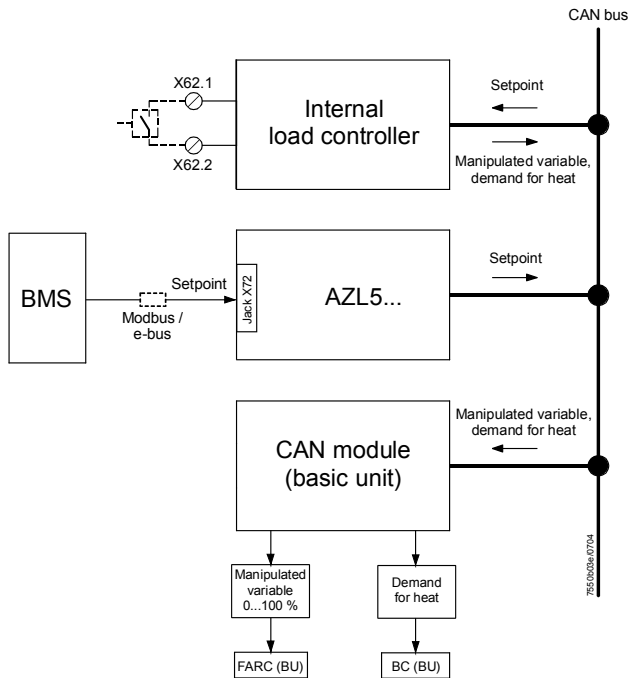 CAN bus
X62.1
X62.2
Internal
load controller
Setpoint
Manipulated variable,
demand for heat
BMS
Setpoint
Modbus /
e-bus
Jack X72
AZL5...
Setpoint
CAN module
(basic unit)
Manipulated variable,
demand for heat
Manipulated
variable
0...100 %
Demand
for heat
FARC (BU)
BC (BU)
7550b03e/0704